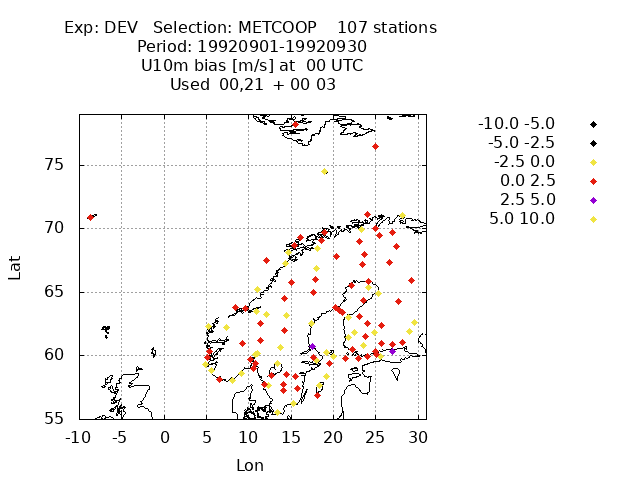 Exp: DEV   Selection: METCOOP    107 stations
Period: 19920901-19920930
U10m bias [m/s] at  00 UTC
Used  00,21  + 00 03
-10.0 -5.0
-5.0 -2.5
-2.5 0.0
0.0 2.5
2.5 5.0
5.0 10.0
75
70
65
60
55
-10 -5 0 5 10 15 20 25 30
Lat
Lon